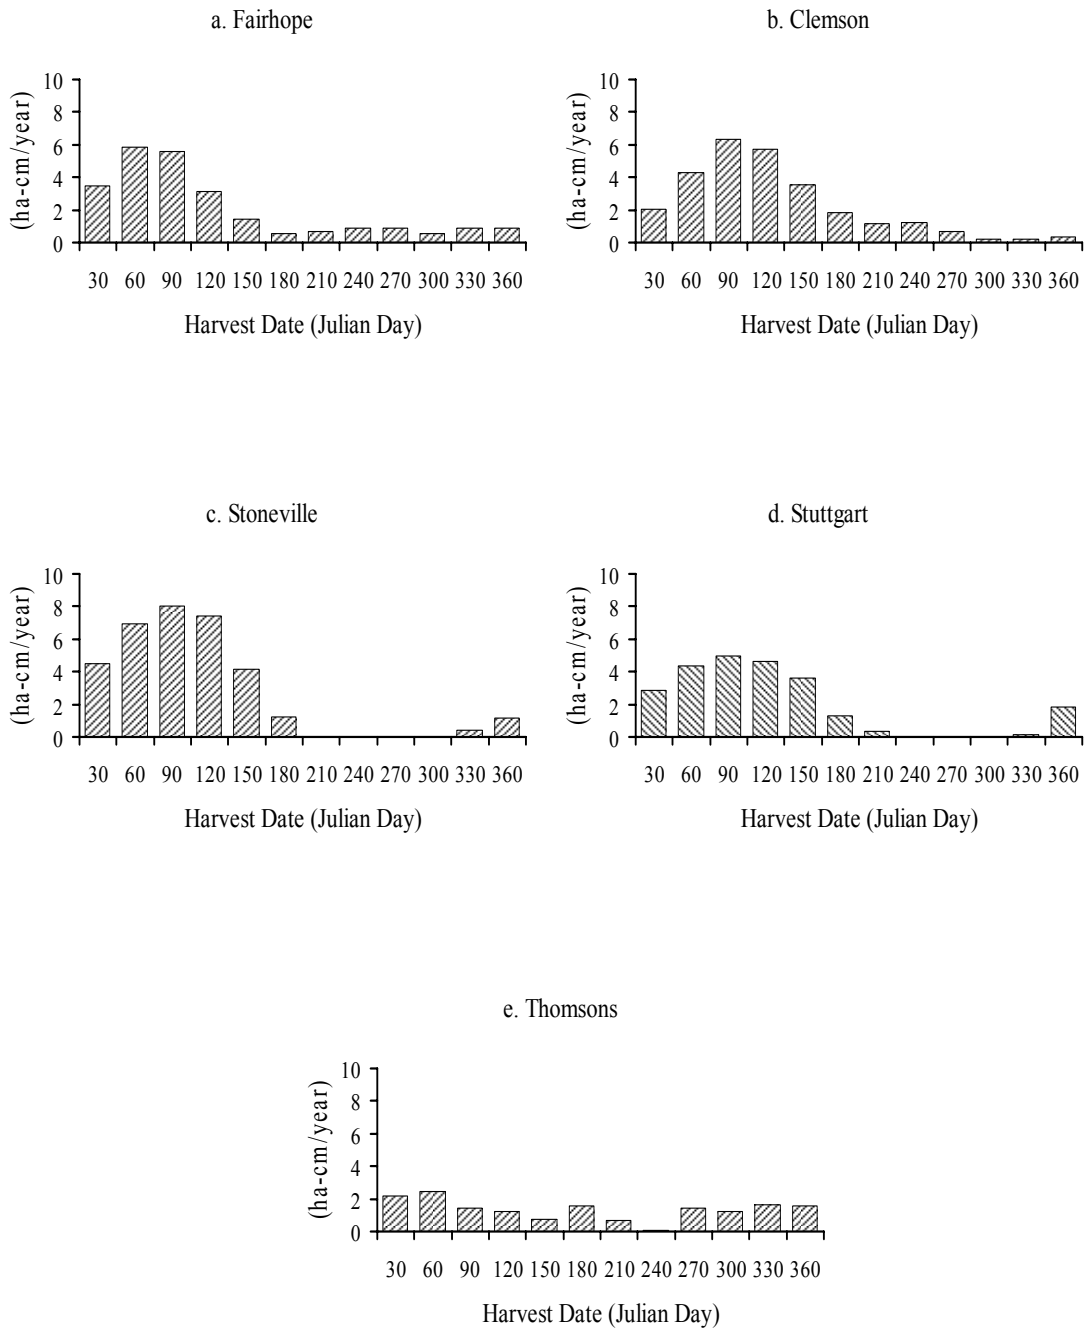 a. Fairhope
b. Clemson
(ha-cm/year)
10
8
6
4
2
0
30 60 90 120 150 180 210 240 270 300 330 360
Harvest Date (Julian Day)
(ha-cm/year)
10
8
6
4
2
0
30 60 90 120 150 180 210 240 270 300 330 360
Harvest Date (Julian Day)
c. Stoneville
d. Stuttgart
(ha-cm/year)
10
8
6
4
2
0
30 60 90 120 150 180 210 240 270 300 330 360
Harvest Date (Julian Day)
(ha-cm/year)
10
8
6
4
2
0
30 60 90 120 150 180 210 240 270 300 330 360
Harvest Date (Julian Day)
e. Thomsons
(ha-cm/year)
10
8
6
4
2
0
30 60 90 120 150 180 210 240 270 300 330 360
Harvest Date (Julian Day)